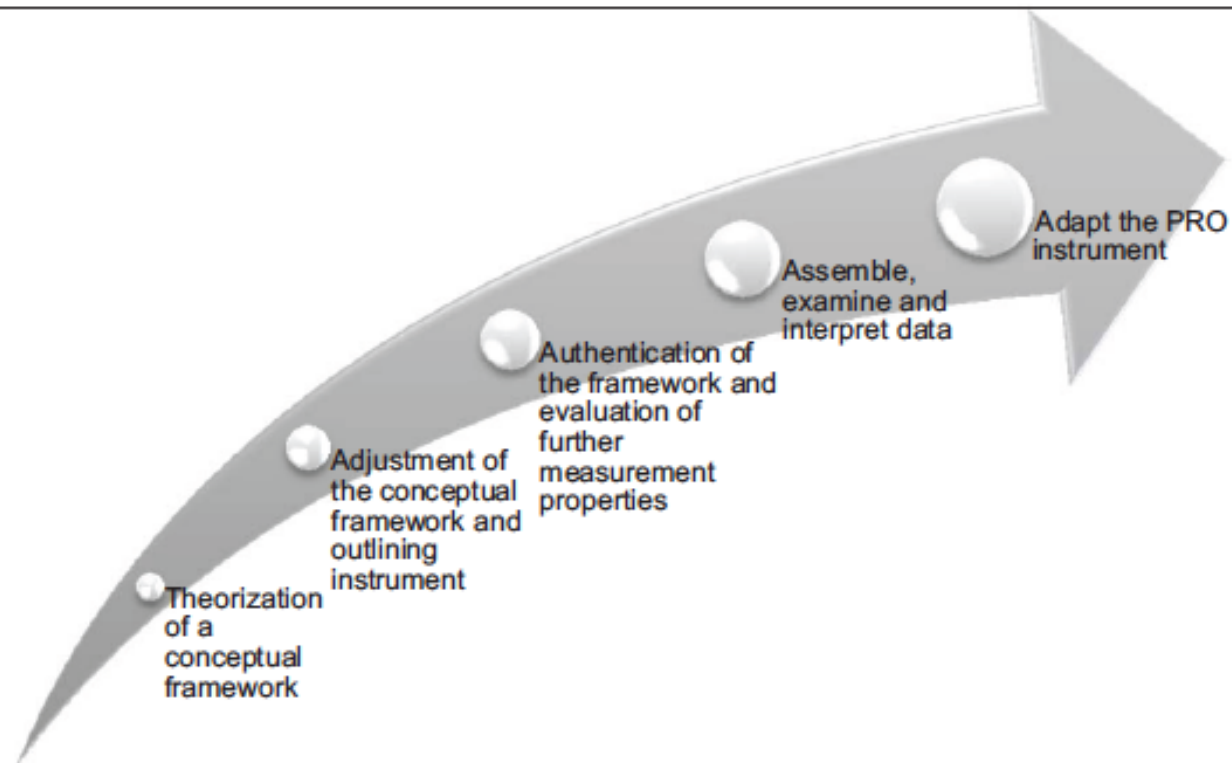 Theorization
of a
conceptual
framework
Adjustment of
the conceptual
framework and
outlining
instrument
Authentication of
the framework and
evaluation of
further
measurement
properties
Assemble,
examine and
interpret data
Adapt the PRO
instrument